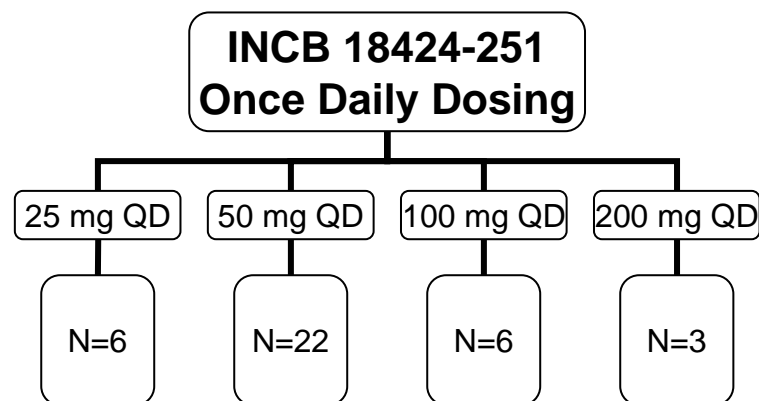 INCB 18424-251
Once Daily Dosing
25 mg QD
50 mg QD
100 mg QD
200 mg QD
N=6
N=22
N=6
N=3